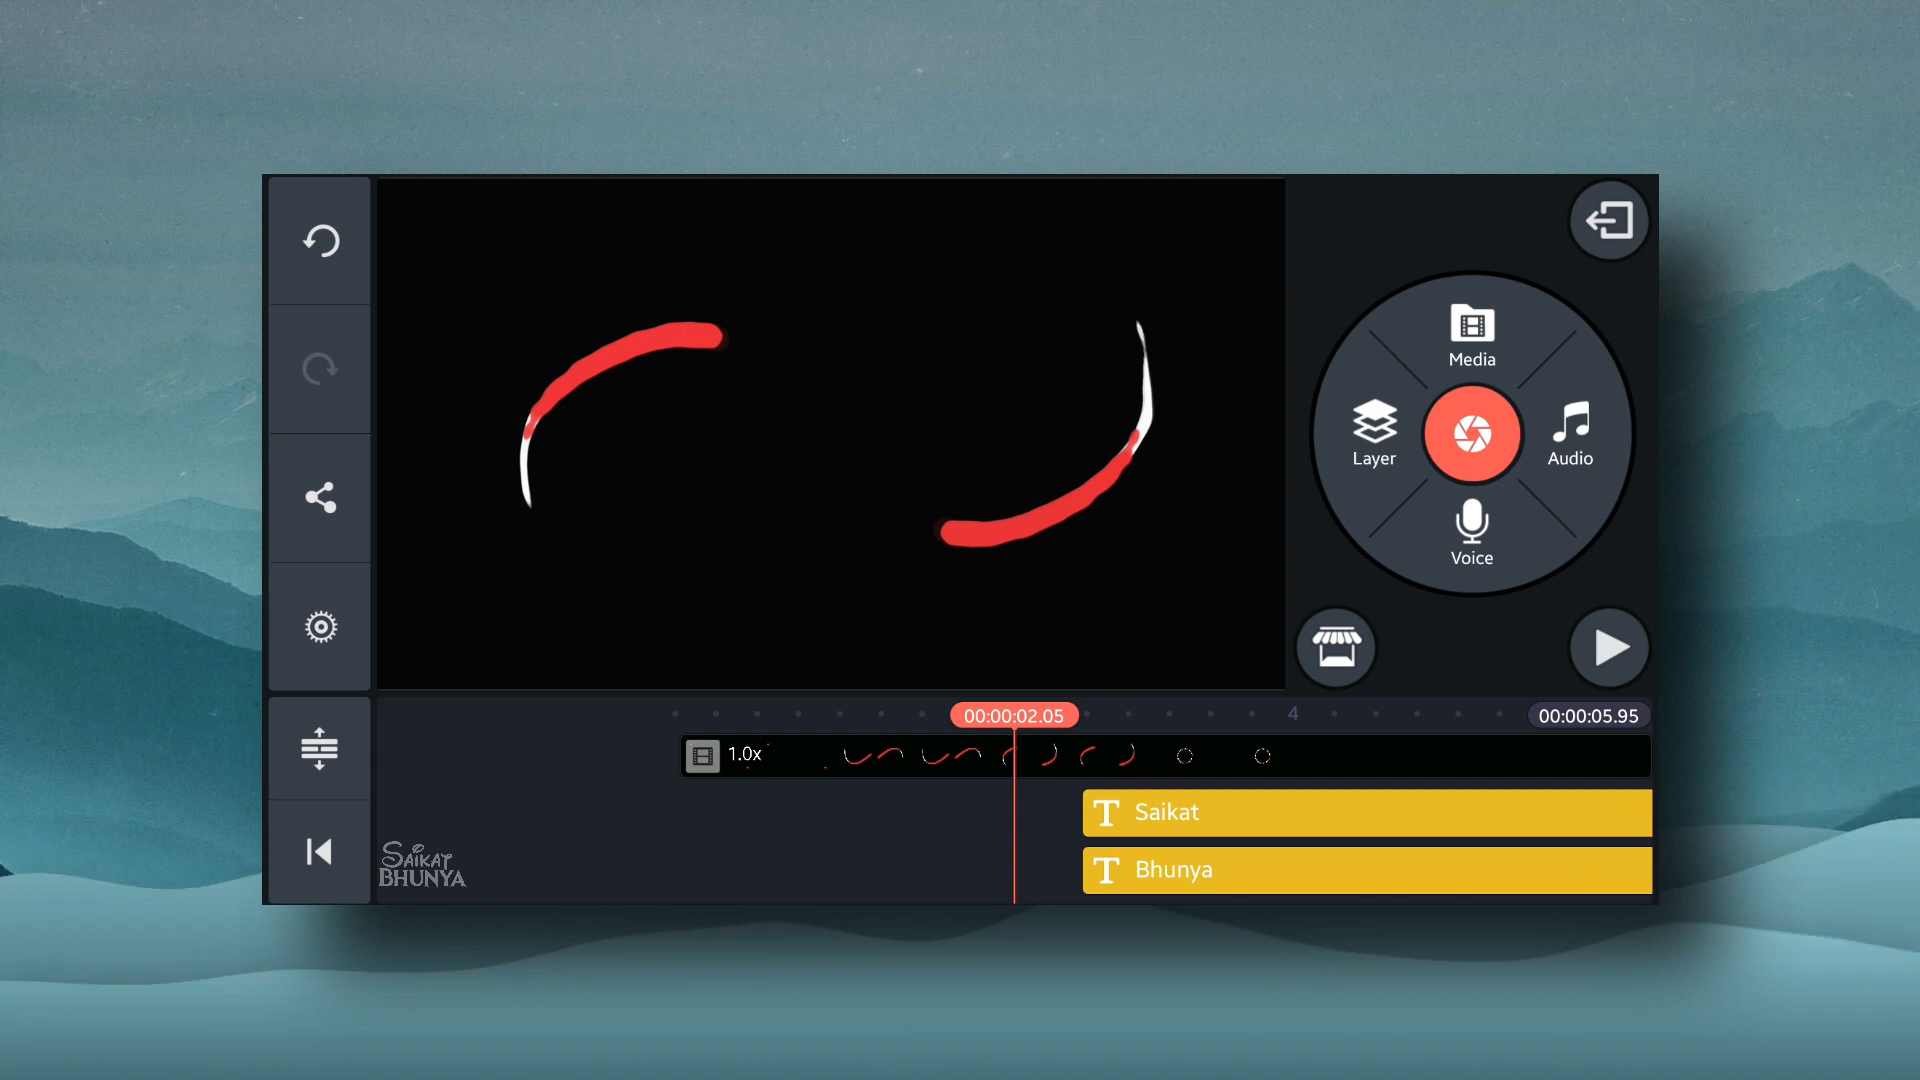 Media
Layer
Audio
Voice
00:00:02.05
4
00:00:05.95
1.0x
T Saikat
T Bhunya
SAIKAT
BHUNYA